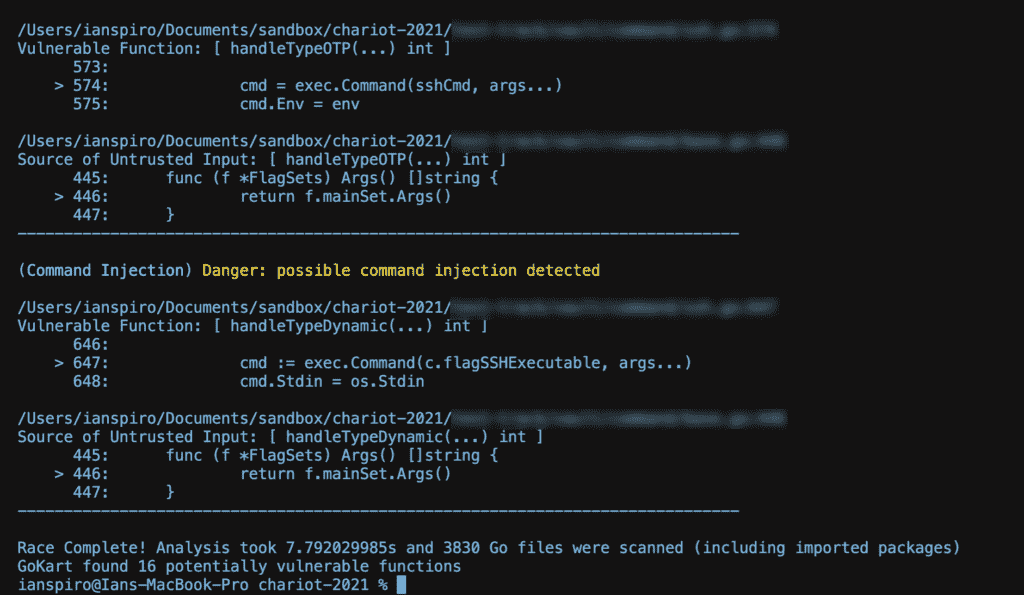 /Users/ianspiro/Documents/sandbox/chariot-2021/
Vulnerable Function: [ handleTypeOTP(...) int ]
573:
> 574: cmd = exec.Command(sshCmd, args...)
575: cmd.Env = env
/Users/ianspiro/Documents/sandbox/chariot-2021/
Source of Untrusted Input: [ handleTypeOTP(...) int ]
445: func (f *FlagSets) Args() []string {
> 446: return f.mainSet.Args()
447: }
--------------------------------------------------------------------------------
(Command Injection) Danger: possible command injection detected
/Users/ianspiro/Documents/sandbox/chariot-2021/
Vulnerable Function: [ handleTypeDynamic(...) int ]
646:
> 647: cmd := exec.Command(c.flagSSHExecutable, args...)
648: cmd.Stdin = os.Stdin
/Users/ianspiro/Documents/sandbox/chariot-2021/
Source of Untrusted Input: [ handleTypeDynamic(...) int ]
445: func (f *FlagSets) Args() []string {
> 446: return f.mainSet.Args()
447: }
--------------------------------------------------------------------------------
Race Complete! Analysis took 7.792029985s and 3830 Go files were scanned (including imported packages)
GoKart found 16 potentially vulnerable functions
ianspiro@Ians-MacBook-Pro chariot-2021 %